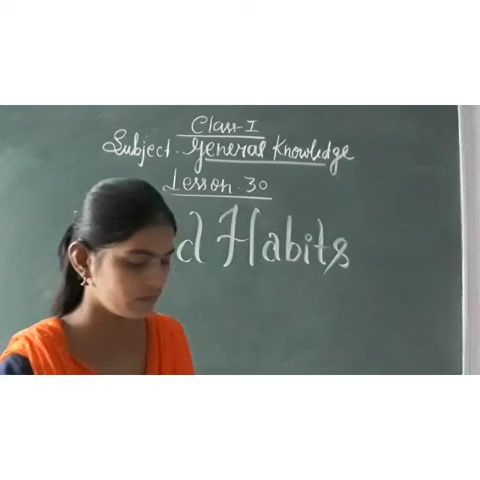 Class-I
Subject. General Knowledge
Lesson. 30
Habits